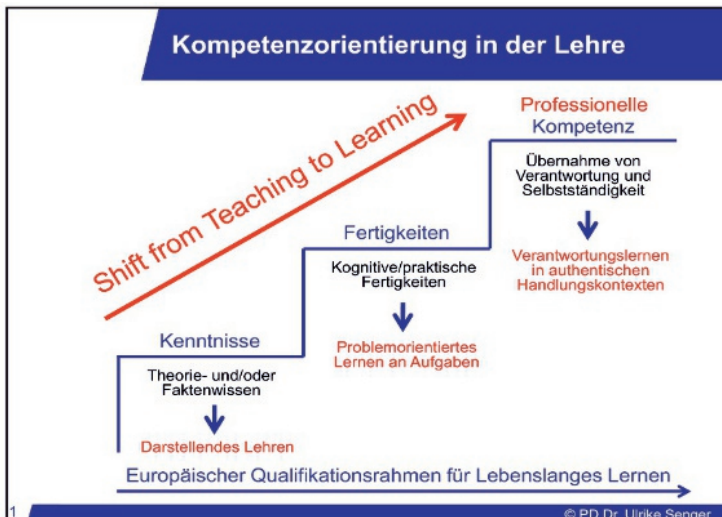 Kompetenzorientierung in der Lehre
Shift from Teaching to Learning
Professionelle
Kompetenz
Übernahme von
Verantwortung und
Selbstständigkeit
Verantwortungslernen
in authentischen
Handlungskontexten
Fertigkeiten
Kognitive/praktische
Fertigkeiten
Problemorientiertes
Lernen an Aufgaben
Kenntnisse
Theorie- und/oder
Faktenwissen
Darstellendes Lehren
Europäischer Qualifikationsrahmen für Lebenslanges Lernen
1
© PD Dr. Ulrike Senger